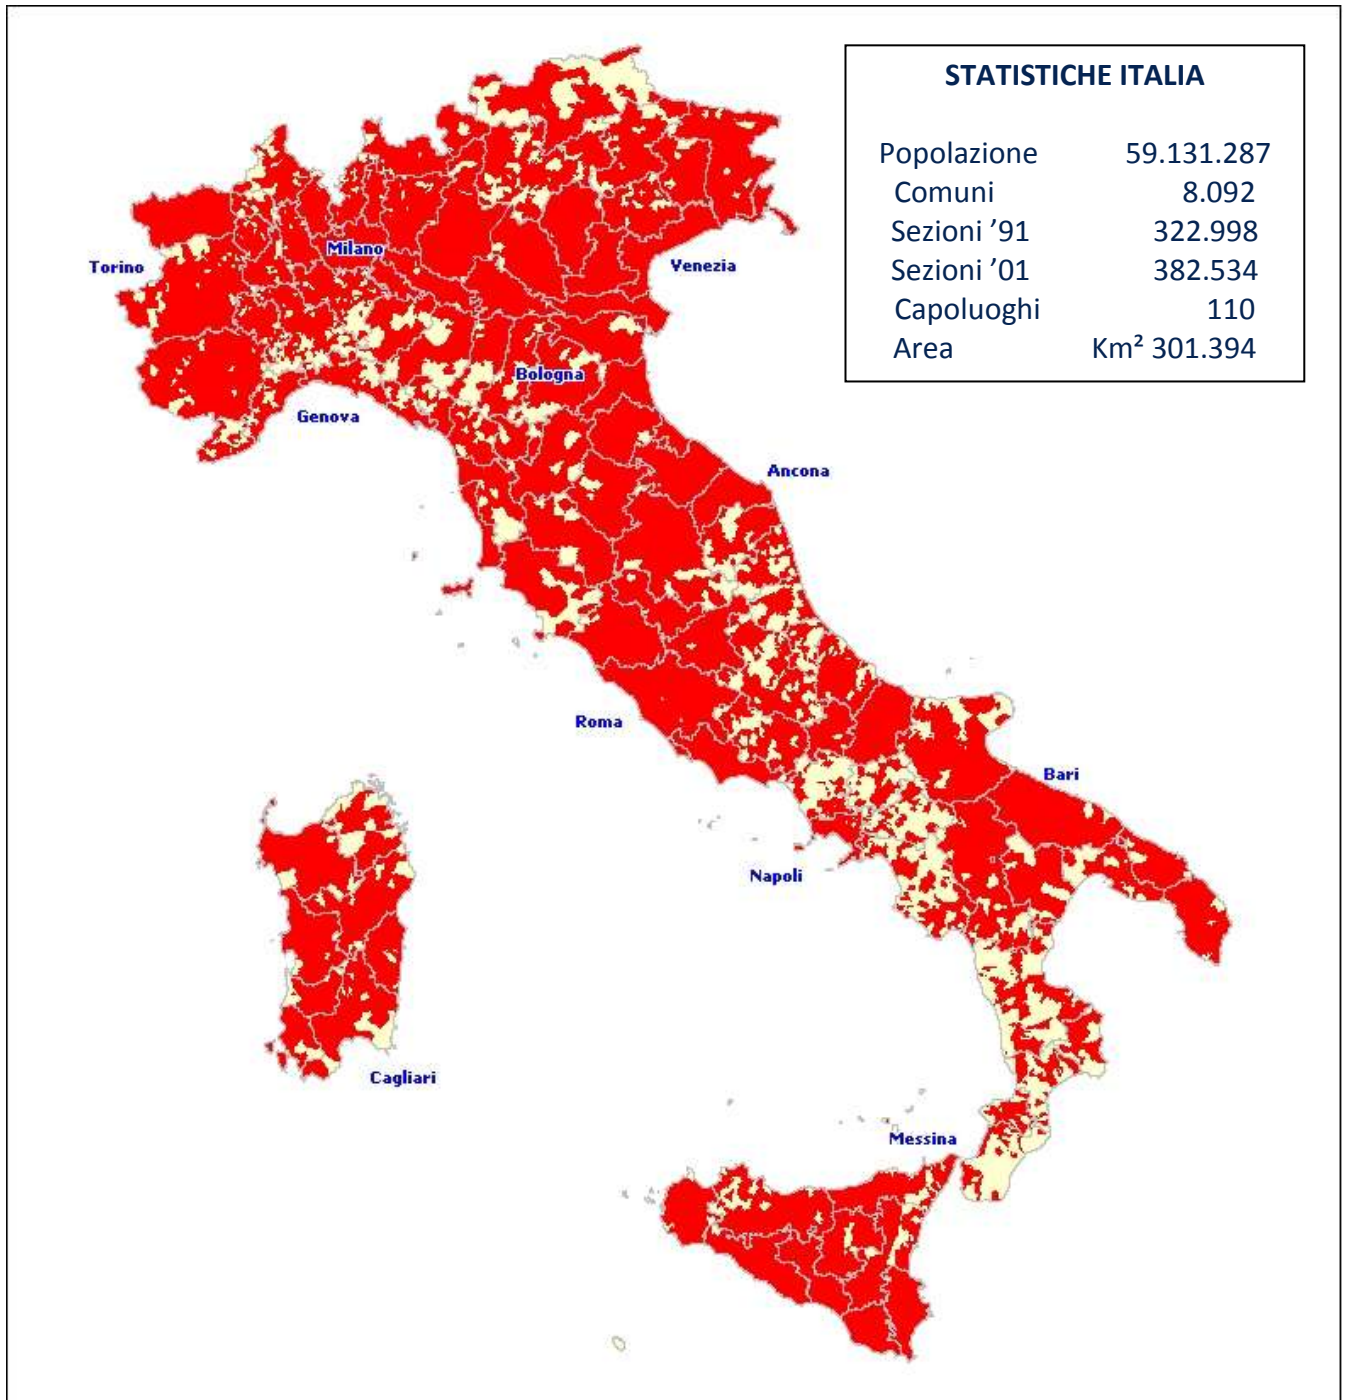 STATISTICHE ITALIA
Popolazione 59.131.287
Comuni 8.092
Sezioni ’91 322.998
Sezioni ’01 382.534
Capoluoghi 110
Area Km² 301.394
Milano
Torino
Venezia
Bologna
Genova
Ancona
Roma
Bari
Napoli
Cagliari
Messina